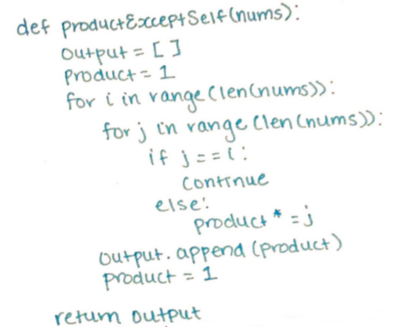 def productExceptSelf(nums):
output = []
product = 1
for i in range(len(nums)):
for j in range(len(nums)):
if j == i:
continue
else:
product * = j
output.append(product)
product = 1
return output